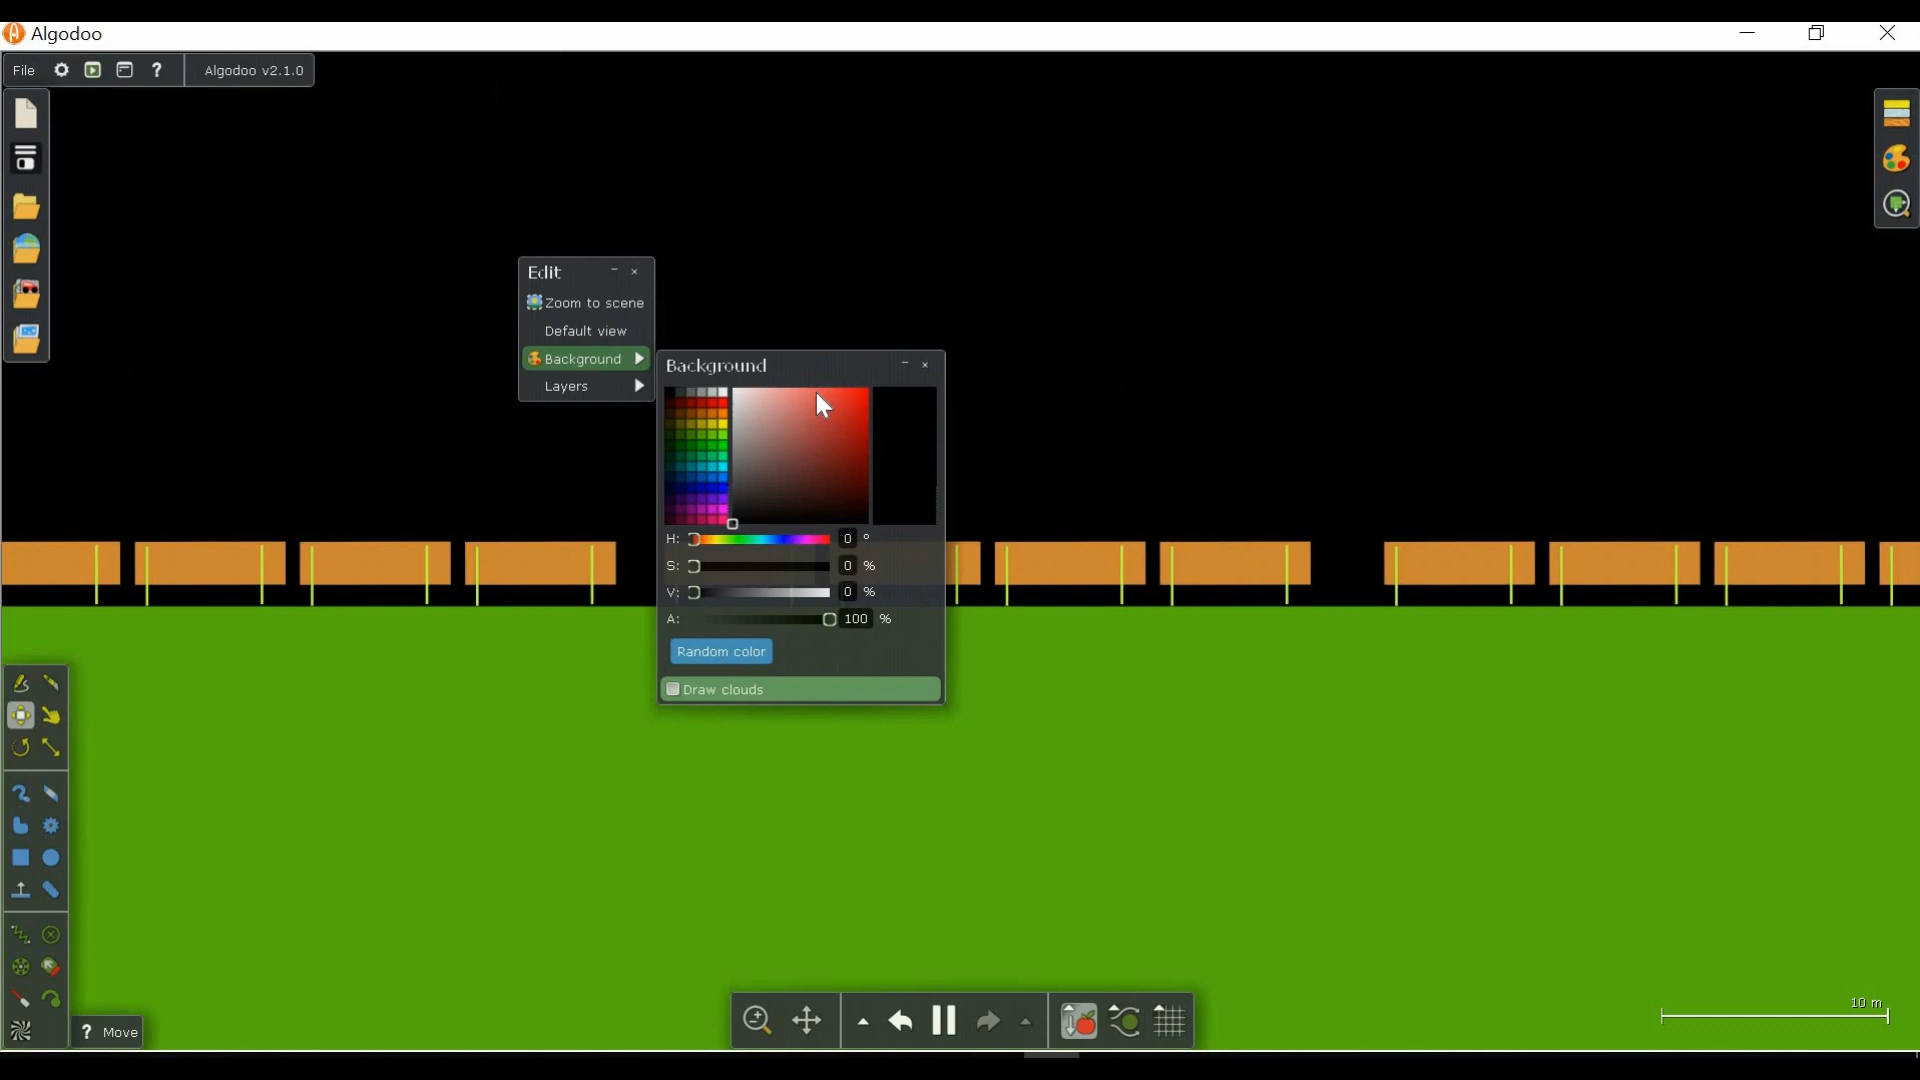 Algodoo
File ? Algodoo v2.1.0
Edit
Zoom to scene
Default view
Background
Layers
Background
H: 0 °
S: 0 %
V: 0 %
A: 100 %
Random color
Draw clouds
10 m
? Move